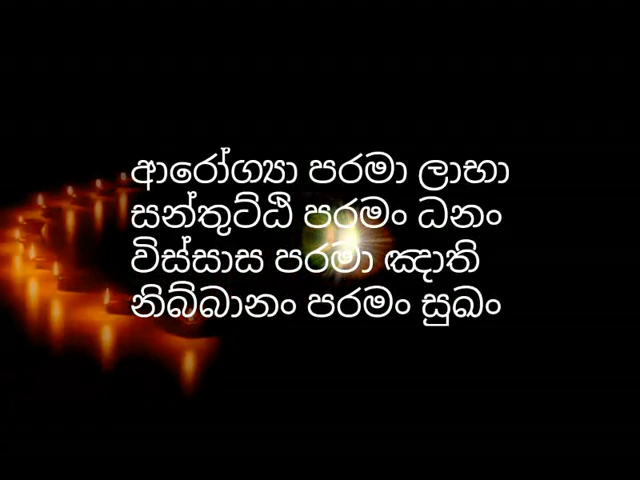 ආරෝග්‍යා පරමා ලාභා
සන්තුට්ඨි පරමං ධනං
විස්සාස පරමා ඤාති
නිබ්බානං පරමං සුඛං